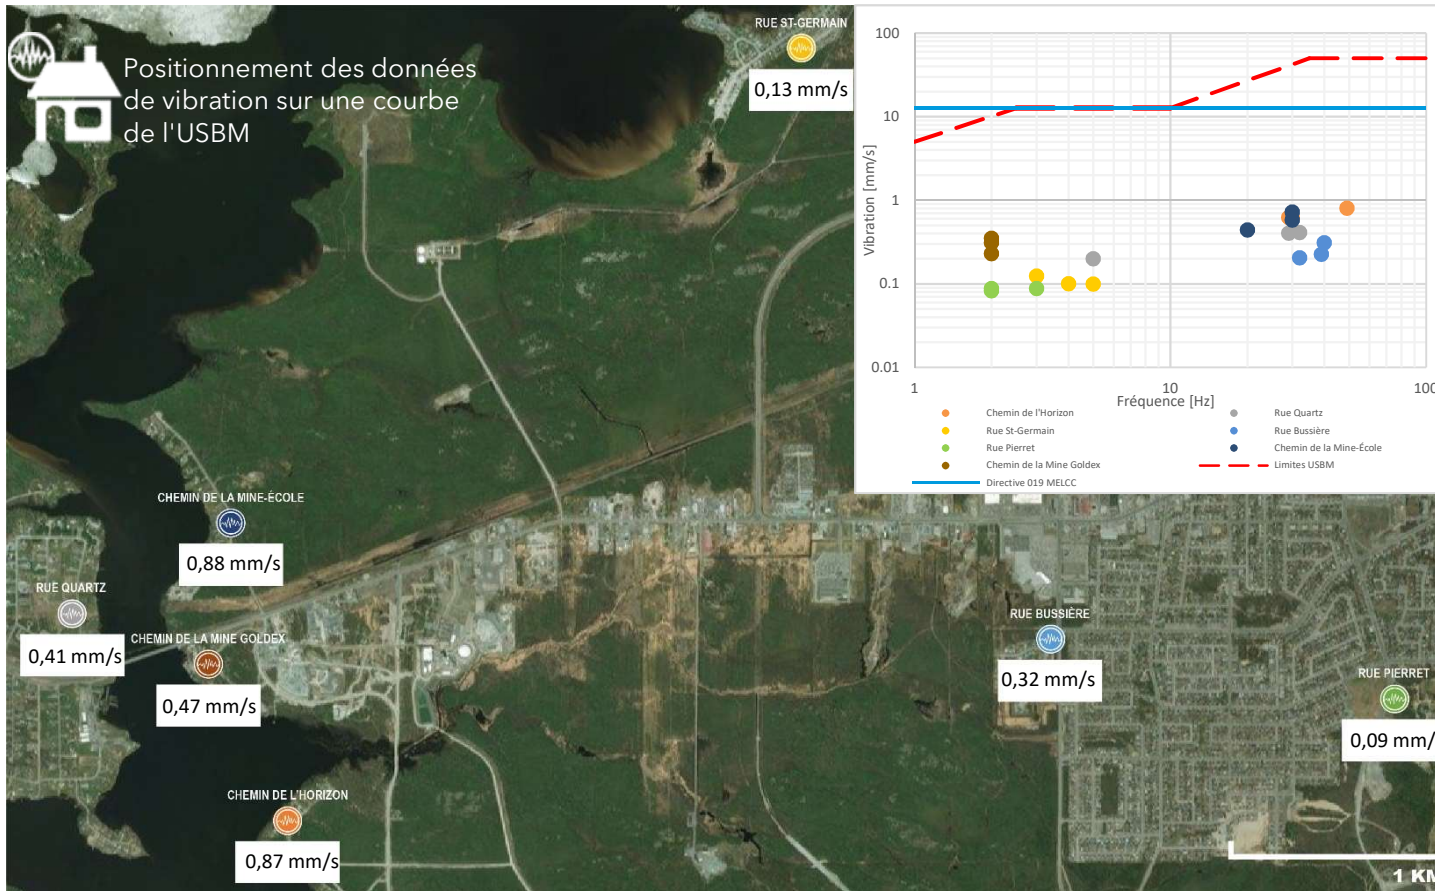 Positionnement des données
de vibration sur une courbe
de l'USBM
RUE ST-GERMAIN
0,13 mm/s
CHEMIN DE LA MINE-ÉCOLE
0,88 mm/s
RUE QUARTZ
0,41 mm/s
CHEMIN DE LA MINE GOLDEX
0,47 mm/s
CHEMIN DE L'HORIZON
0,87 mm/s
RUE BUSSIÈRE
0,32 mm/s
RUE PIERRET
0,09 mm/
1 KM
Vibration [mm/s]
100
10
1
0.1
0.01
1
10
100
Fréquence [Hz]
Chemin de l'Horizon
Rue Quartz
Rue St-Germain
Rue Bussière
Rue Pierret
Chemin de la Mine-École
Chemin de la Mine Goldex
Limites USBM
Directive 019 MELCC